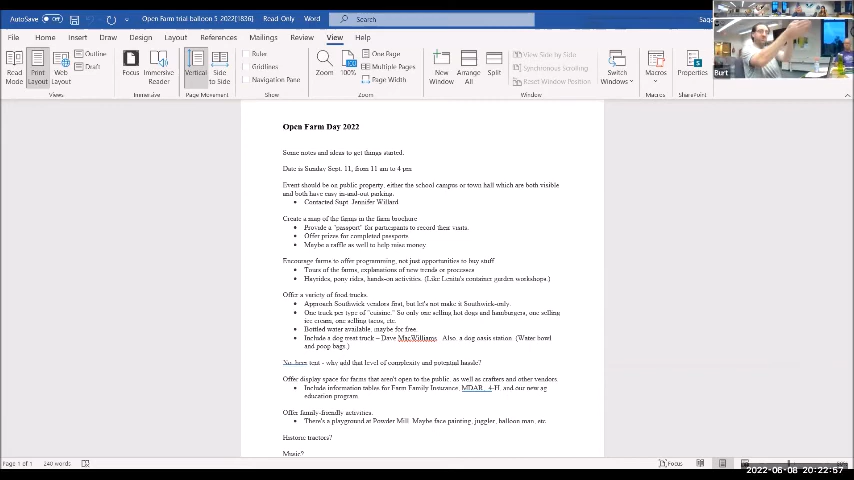 AutoSave Off
Open Farm trial balloon 5-2022[1836] Read-Only Word
Search
File Home Insert Draw Design Layout References Mailings Review View Help
Read Mode
Print Layout
Web Layout
Outline
Draft
Views
Focus
Immersive Reader
Immersive
Vertical
Side to Side
Page Movement
Ruler
Gridlines
Navigation Pane
Show
Zoom
100%
One Page
Multiple Pages
Page Width
Zoom
New Window
Arrange All
Split
View Side by Side
Synchronous Scrolling
Reset Window Position
Window
Switch Windows
Macros
Macros
Properties
SharePoint
Burt
Open Farm Day 2022
Some notes and ideas to get things started.
Date is Sunday Sept. 11, from 11 am to 4 pm
Event should be on public property, either the school campus or town hall which are both visible
and both have easy in-and-out parking.
• Contacted Supt. Jennifer Willard
Create a map of the farms in the farm brochure
• Provide a "passport" for participants to record their visits.
• Offer prizes for completed passports
• Maybe a raffle as well to help raise money
Encourage farms to offer programming, not just opportunities to buy stuff
• Tours of the farms, explanations of new trends or processes
• Hayrides, pony rides, hands-on activities. (Like Lenita's container garden workshops.)
Offer a variety of food trucks.
• Approach Southwick vendors first, but let's not make it Southwick-only.
• One truck per type of "cuisine." So only one selling hot dogs and hamburgers, one selling
ice cream, one selling tacos, etc.
• Bottled water available, maybe for free.
• Include a dog treat truck – Dave MacWilliams. Also a dog oasis station (Water bowl
and poop bags.)
No beer tent - why add that level of complexity and potential hassle?
Offer display space for farms that aren't open to the public, as well as crafters and other vendors.
• Include information tables for Farm Family Insurance, MDAR, 4-H, and our new ag
education program.
Offer family-friendly activities.
• There's a playground at Powder Mill. Maybe face painting, juggler, balloon man, etc.
Historic tractors?
Music?
Page 1 of 1 240 words
Focus
2022-06-08 20:22:57